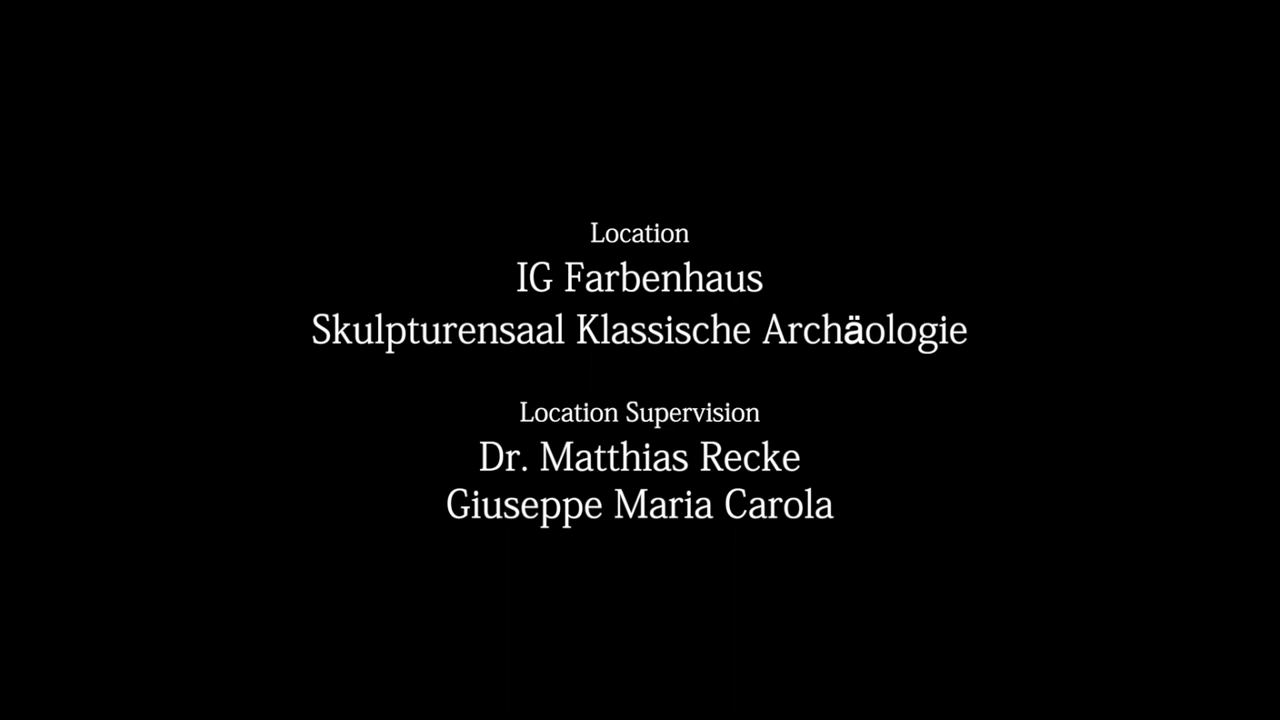 Location
IG Farbenhaus
Skulpturensaal Klassische Archäologie
Location Supervision
Dr. Matthias Recke
Giuseppe Maria Carola